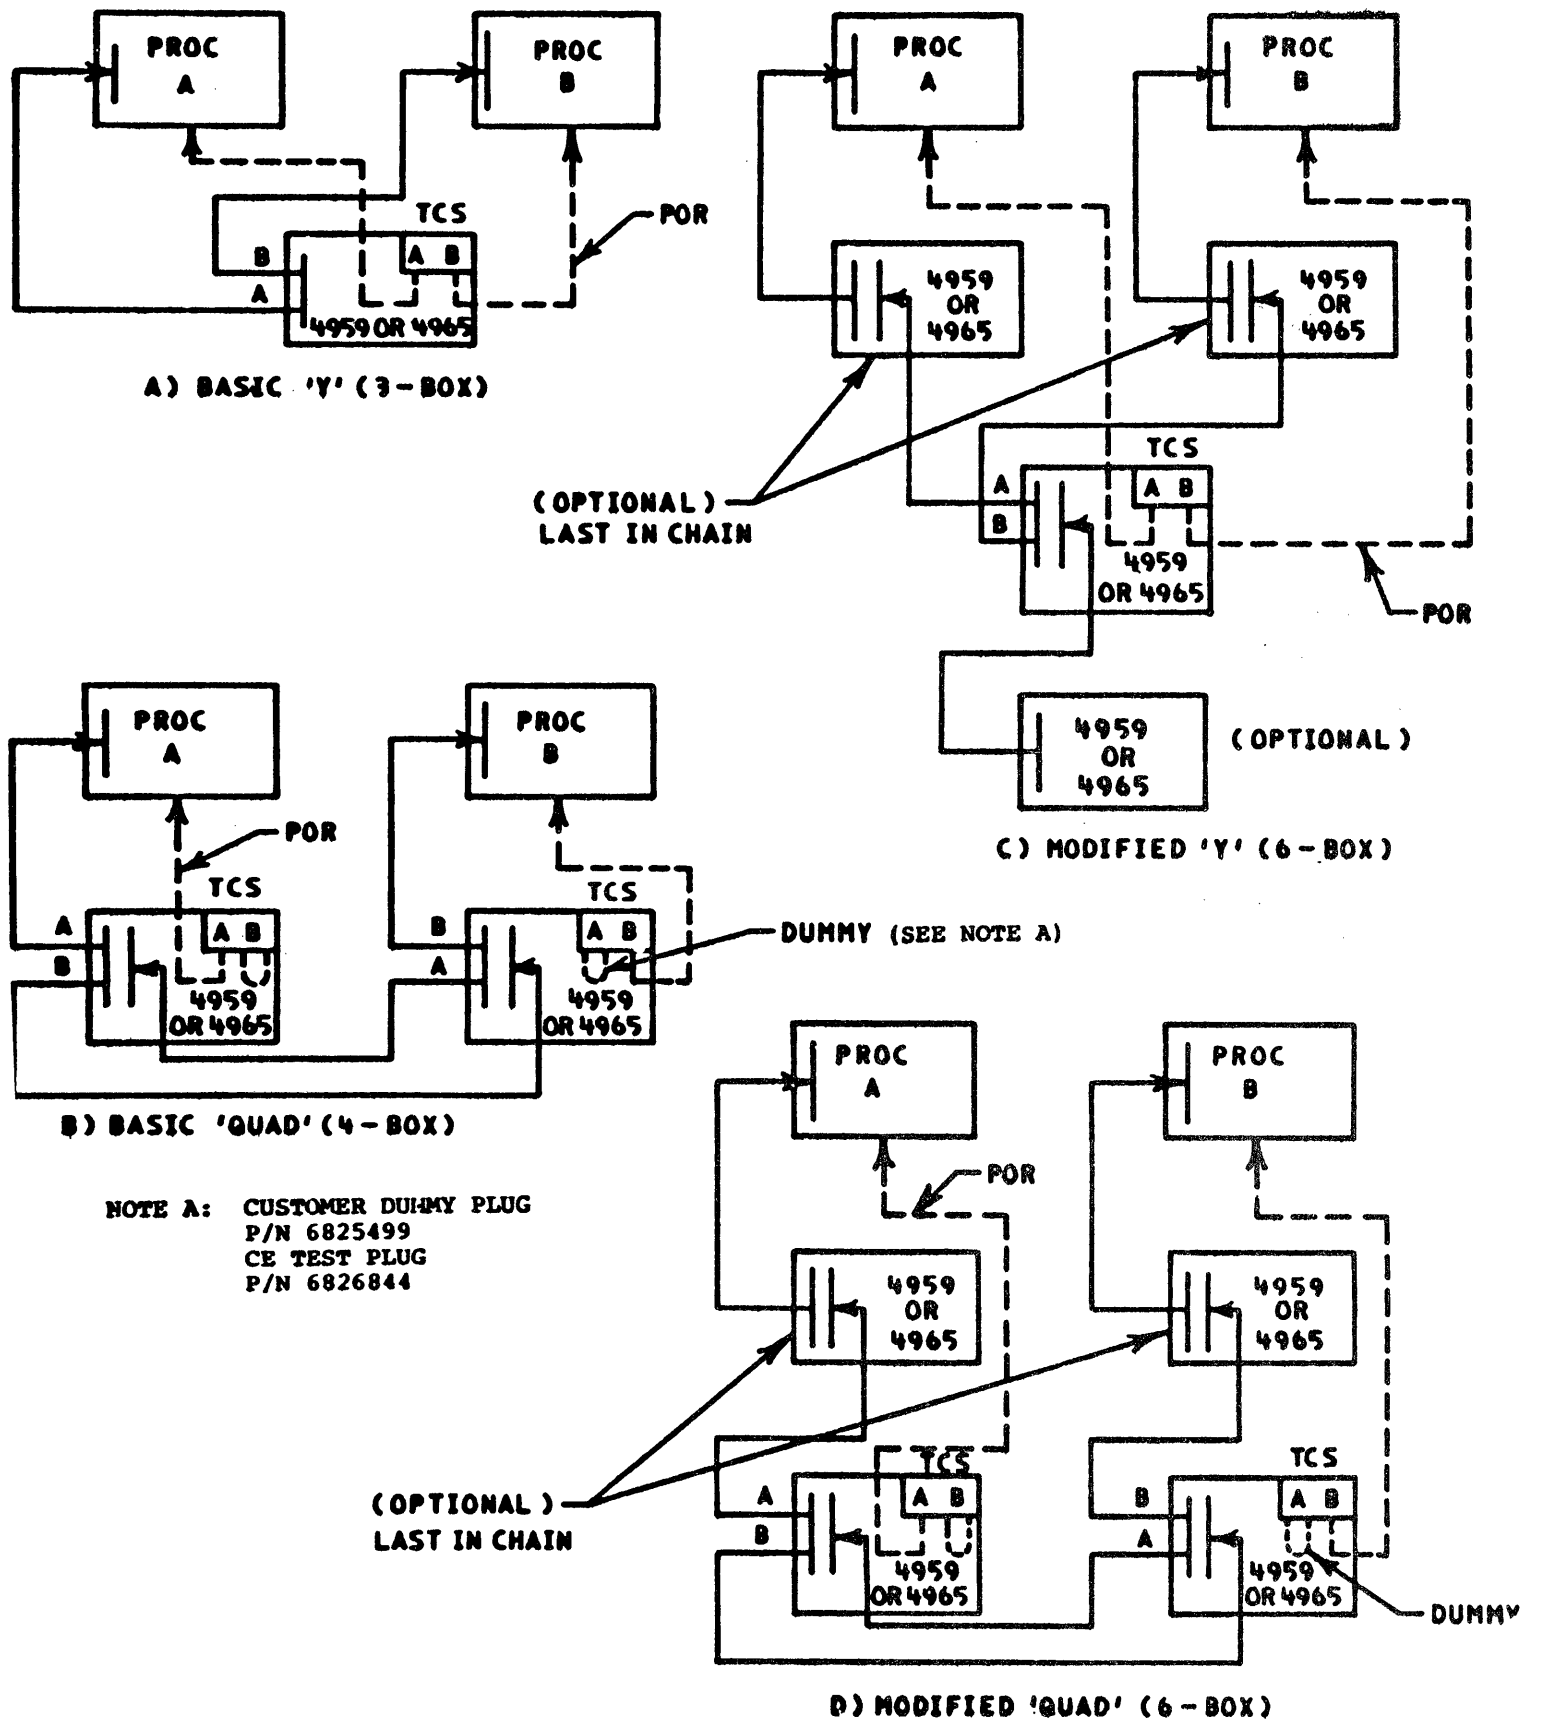 PROC
A
PROC
B
TCS
POR
B
A
A B
4959 OR 4965
A) BASIC 'Y' (3-BOX)
PROC
A
PROC
B
4959
OR
4965
4959
OR
4965
POR
TCS
(OPTIONAL)
LAST IN CHAIN
A
B
A B
4959
OR 4965
4959
OR
4965
(OPTIONAL)
C) MODIFIED 'Y' (6-BOX)
PROC
A
PROC
B
POR
TCS
TCS
A
B
A B
4959
OR 4965
B
A
A B
4959
OR 4965
DUMMY (SEE NOTE A)
B) BASIC 'QUAD' (4-BOX)
NOTE A: CUSTOMER DUMMY PLUG
P/N 6825499
CE TEST PLUG
P/N 6826844
PROC
A
PROC
B
POR
4959
OR
4965
4959
OR
4965
(OPTIONAL)
LAST IN CHAIN
TCS
TCS
A
B
A B
4959
OR 4965
B
A
A B
4959
OR 4965
DUMMY
D) MODIFIED 'QUAD' (6-BOX)